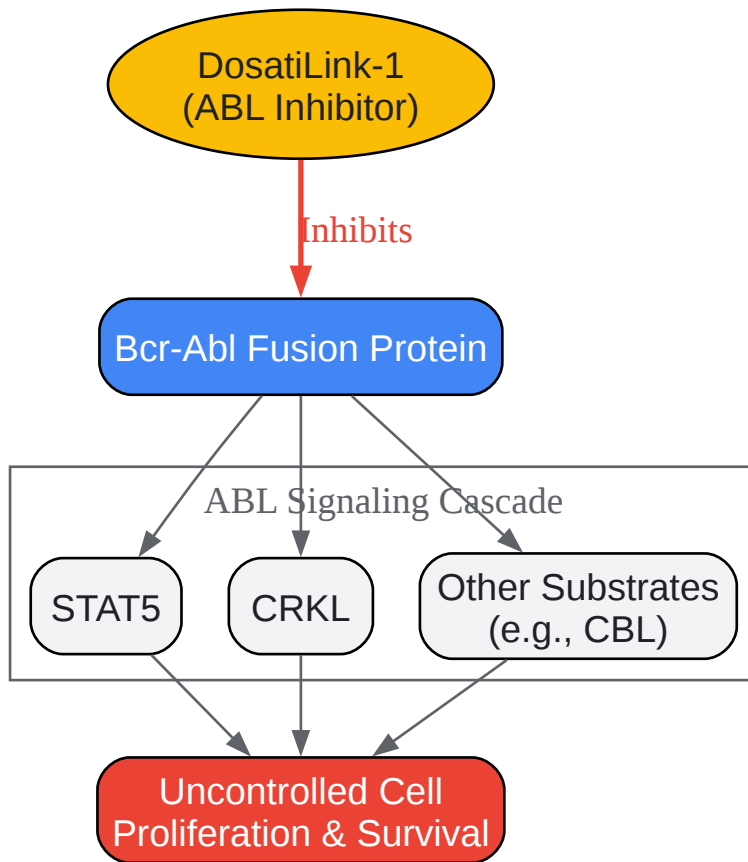 DosatiLink-1
(ABL Inhibitor)
Inhibits
Bcr-Abl Fusion Protein
ABL Signaling Cascade
STAT5
CRKL
Other Substrates
(e.g., CBL)
Uncontrolled Cell
Proliferation & Survival